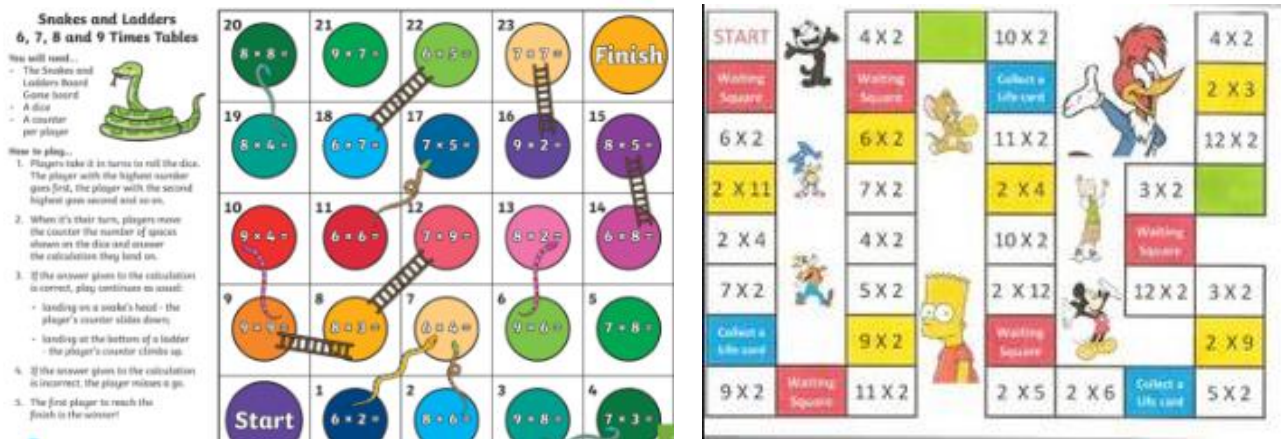 Snakes and Ladders
6, 7, 8 and 9 Times Tables
You will need...
- The Snakes and
Ladders Board
Game board
- A dice
- A counter
per player
How to play...
1. Players take it in turns to roll the dice.
The player with the highest number
goes first, the player with the second
highest goes second and so on.
2. When it's their turn, players move
the counter the number of spaces
shown on the dice and answer
the calculation they land on.
3. If the answer given to the calculation
is correct, play continues as usual:
• landing on a snake's head - the
player's counter slides down;
• landing at the bottom of a ladder
- the player's counter climbs up.
4. If the answer given to the calculation
is incorrect, the player misses a go.
5. The first player to reach the
finish is the winner!
20 21 22 23
8 × 8 = 9 × 7 = 6 × 5 = 7 × 7 = Finish
19 18 17 16 15
8 × 4 = 6 × 7 = 7 × 5 = 9 × 2 = 8 × 5 =
10 11 12 13 14
9 × 4 = 6 × 6 = 7 × 9 = 8 × 2 = 6 × 8 =
9 8 7 6 5
9 × 9 = 8 × 3 = 6 × 4 = 9 × 6 = 7 × 8 =
1 2 3 4
Start 6 × 2 = 8 × 6 = 9 × 8 = 7 × 3 =
START 4 X 2 10 X 2 4 X 2
Waiting Square Waiting Square Collect a Life card 2 X 3
6 X 2 6 X 2 11 X 2 12 X 2
2 X 11 7 X 2 2 X 4 3 X 2
2 X 4 4 X 2 10 X 2 Waiting Square
7 X 2 5 X 2 2 X 12 12 X 2 3 X 2
Collect a Life card 9 X 2 Waiting Square 2 X 9
9 X 2 Waiting Square 11 X 2 2 X 5 2 X 6 Collect a Life card 5 X 2